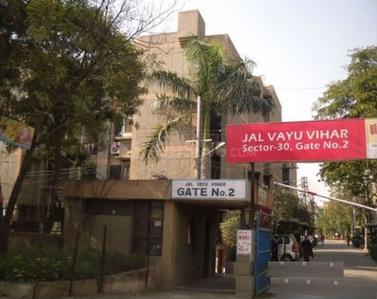 JAL VAYU VIHAR
Sector-30, Gate No.2
JAL VAYU VIHAR
GATE No.2